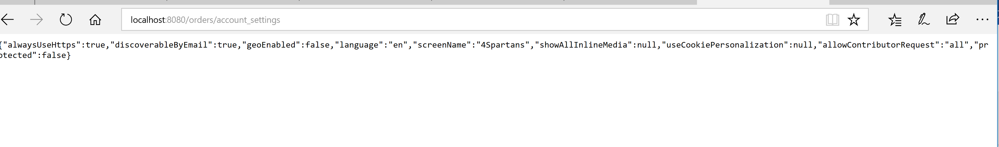 localhost:8080/orders/account_settings
{"alwaysUseHttps":true,"discoverableByEmail":true,"geoEnabled":false,"language":"en","screenName":"4Spartans","showAllInlineMedia":null,"useCookiePersonalization":null,"allowContributorRequest":"all","pr
otected":false}